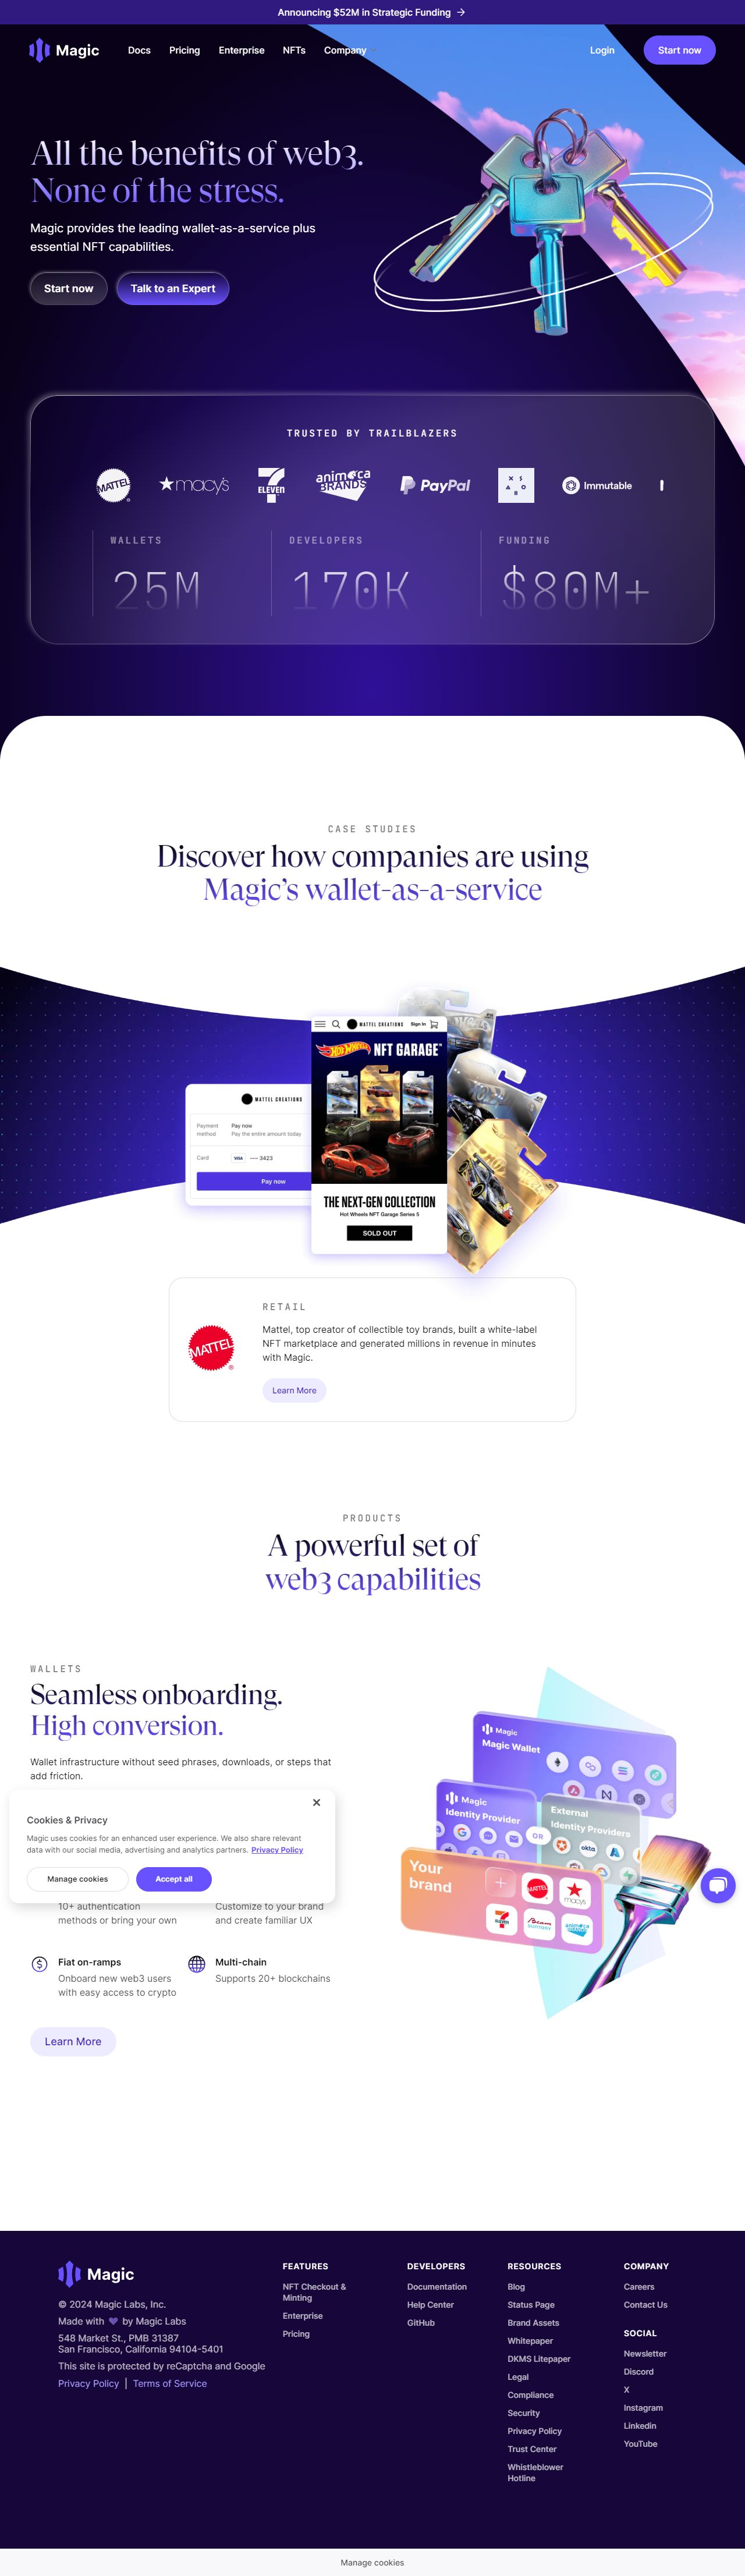 Announcing $52M in Strategic Funding →
Magic
Docs
Pricing
Enterprise
NFTs
Company
Login
Start now
All the benefits of web3.
None of the stress.
Magic provides the leading wallet-as-a-service plus
essential NFT capabilities.
Start now
Talk to an Expert
TRUSTED BY TRAILBLAZERS
MATTEL
macy's
7 ELEVEN
animoca BRANDS
PayPal
Immutable
WALLETS
DEVELOPERS
FUNDING
25M
170K
$80M+
CASE STUDIES
Discover how companies are using
Magic's wallet-as-a-service
MATTEL CREATIONS
Sign In
HOT WHEELS NFT GARAGE™
MATTEL CREATIONS
Payment method
Pay now
Pay the entire amount today
Card
VISA
3423
Pay now
THE NEXT-GEN COLLECTION
Hot Wheels NFT Garage Series 5
SOLD OUT
RETAIL
MATTEL
Mattel, top creator of collectible toy brands, built a white-label
NFT marketplace and generated millions in revenue in minutes
with Magic.
Learn More
PRODUCTS
A powerful set of
web3 capabilities
WALLETS
Seamless onboarding.
High conversion.
Wallet infrastructure without seed phrases, downloads, or steps that
add friction.
Magic
Magic Wallet
Magic
Identity Provider
OR
External
Identity Providers
okta
Your
brand
MATTEL
macy's
7 ELEVEN
animoca
Cookies & Privacy
Magic uses cookies for an enhanced user experience. We also share relevant
data with our social media, advertising and analytics partners. Privacy Policy
Manage cookies
Accept all
10+ authentication
methods or bring your own
Customize to your brand
and create familiar UX
Fiat on-ramps
Onboard new web3 users
with easy access to crypto
Multi-chain
Supports 20+ blockchains
Learn More
Magic
© 2024 Magic Labs, Inc.
Made with 💜 by Magic Labs
548 Market St., PMB 31387
San Francisco, California 94104-5401
This site is protected by reCaptcha and Google
Privacy Policy | Terms of Service
FEATURES
NFT Checkout &
Minting
Enterprise
Pricing
DEVELOPERS
Documentation
Help Center
GitHub
RESOURCES
Blog
Status Page
Brand Assets
Whitepaper
DKMS Litepaper
Legal
Compliance
Security
Privacy Policy
Trust Center
Whistleblower
Hotline
COMPANY
Careers
Contact Us
SOCIAL
Newsletter
Discord
X
Instagram
Linkedin
YouTube
Manage cookies